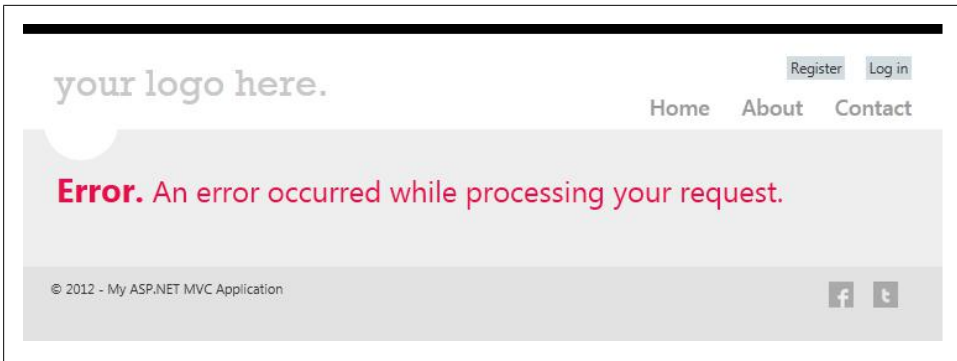 your logo here.
Register Log in
Home About Contact
Error. An error occurred while processing your request.
© 2012 - My ASP.NET MVC Application